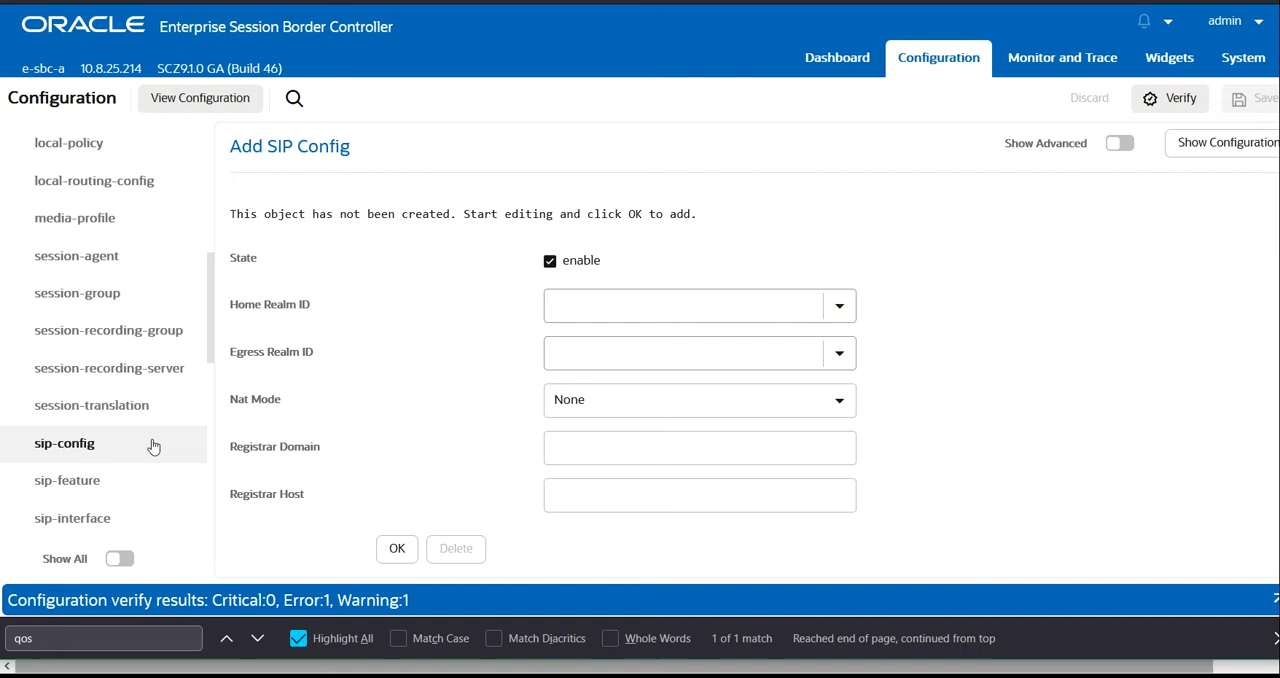 ORACLE Enterprise Session Border Controller
admin
e-sbc-a 10.8.25.214 SCZ9.1.0 GA (Build 46)
Dashboard Configuration Monitor and Trace Widgets System
Configuration View Configuration
Discard Verify Save
local-policy
local-routing-config
media-profile
session-agent
session-group
session-recording-group
session-recording-server
session-translation
sip-config
sip-feature
sip-interface
Show All
Add SIP Config
Show Advanced
Show Configuration
This object has not been created. Start editing and click OK to add.
State enable
Home Realm ID
Egress Realm ID
Nat Mode None
Registrar Domain
Registrar Host
OK Delete
Configuration verify results: Critical:0, Error:1, Warning:1
qos Highlight All Match Case Match Diacritics Whole Words 1 of 1 match Reached end of page, continued from top